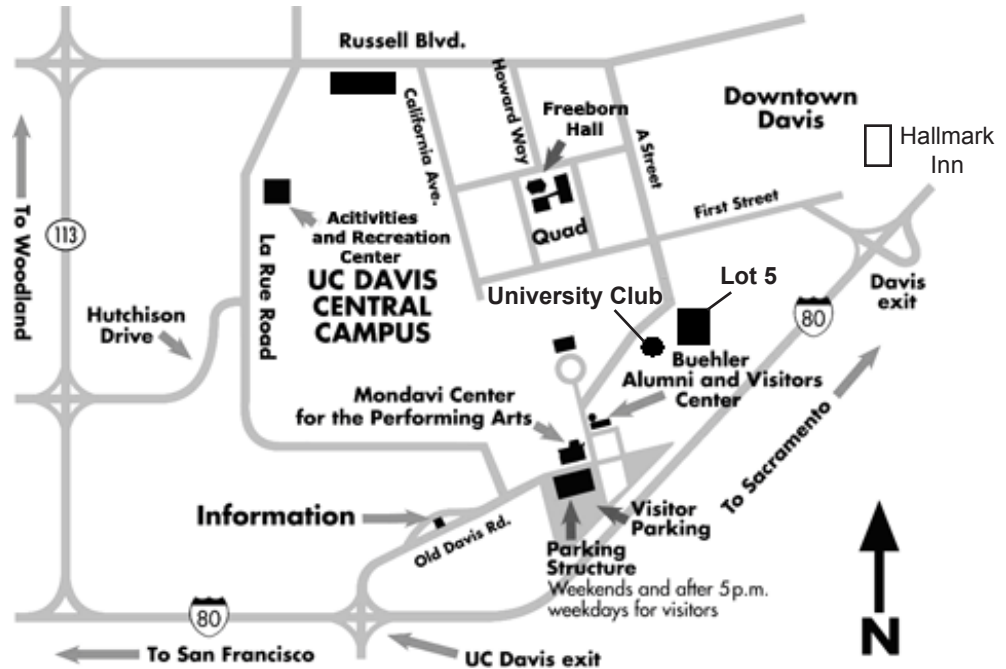 Russell Blvd.
Howard Way
California Ave.
Freeborn
Hall
A Street
Downtown
Davis
Hallmark
Inn
To Woodland
113
Acitivities
and Recreation
Center
La Rue Road
Quad
First Street
UC DAVIS
CENTRAL
CAMPUS
University Club
Lot 5
Davis
exit
80
Hutchison
Drive
Buehler
Alumni and Visitors
Center
Mondavi Center
for the Performing Arts
To Sacramento
Information
Old Davis Rd.
Visitor
Parking
Parking
Structure
Weekends and after 5p.m.
weekdays for visitors
80
To San Francisco
UC Davis exit
N